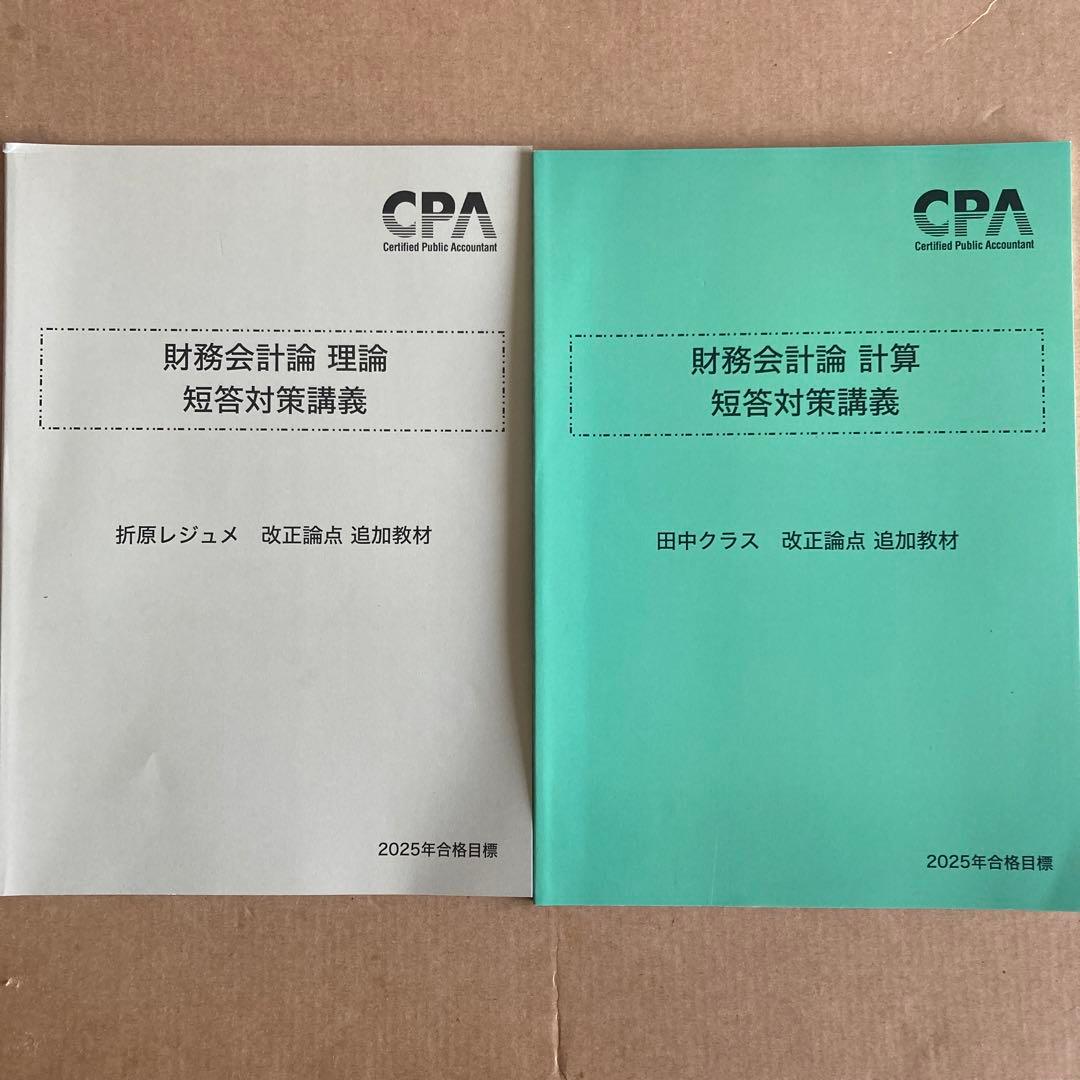 CPA
Certified Public Accountant
財務会計論 理論
短答対策講義
折原レジュメ 改正論点 追加教材
2025年合格目標
CPA
Certified Public Accountant
財務会計論 計算
短答対策講義
田中クラス 改正論点 追加教材
2025年合格目標